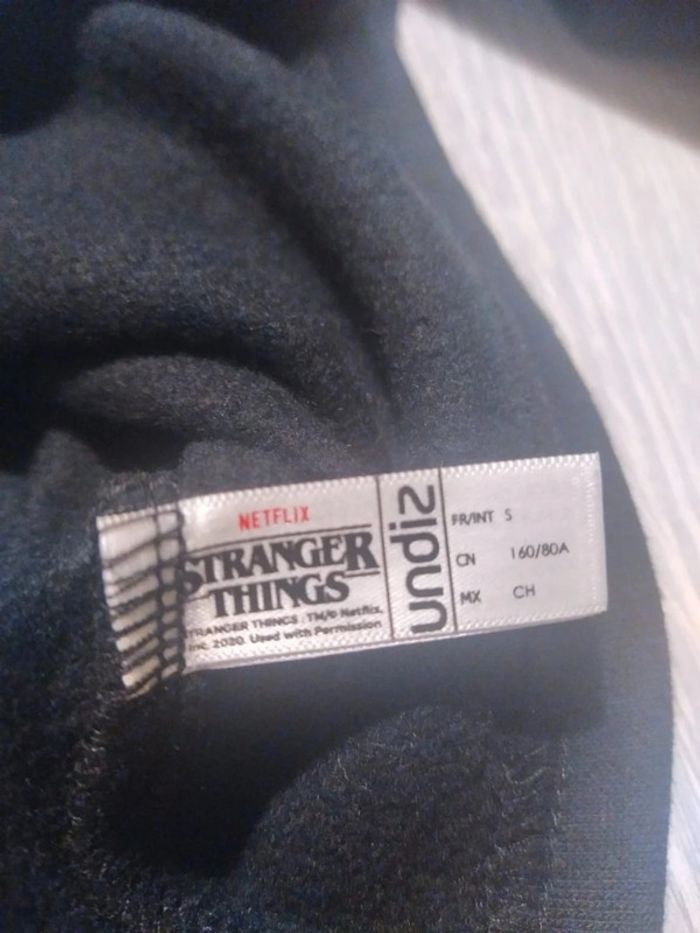 NETFLIX
STRANGER
THINGS
STRANGER THINGS : TM/© Netflix,
Inc. 2020. Used with Permission
undiz
FR/INT S
CN 160/80A
MX CH